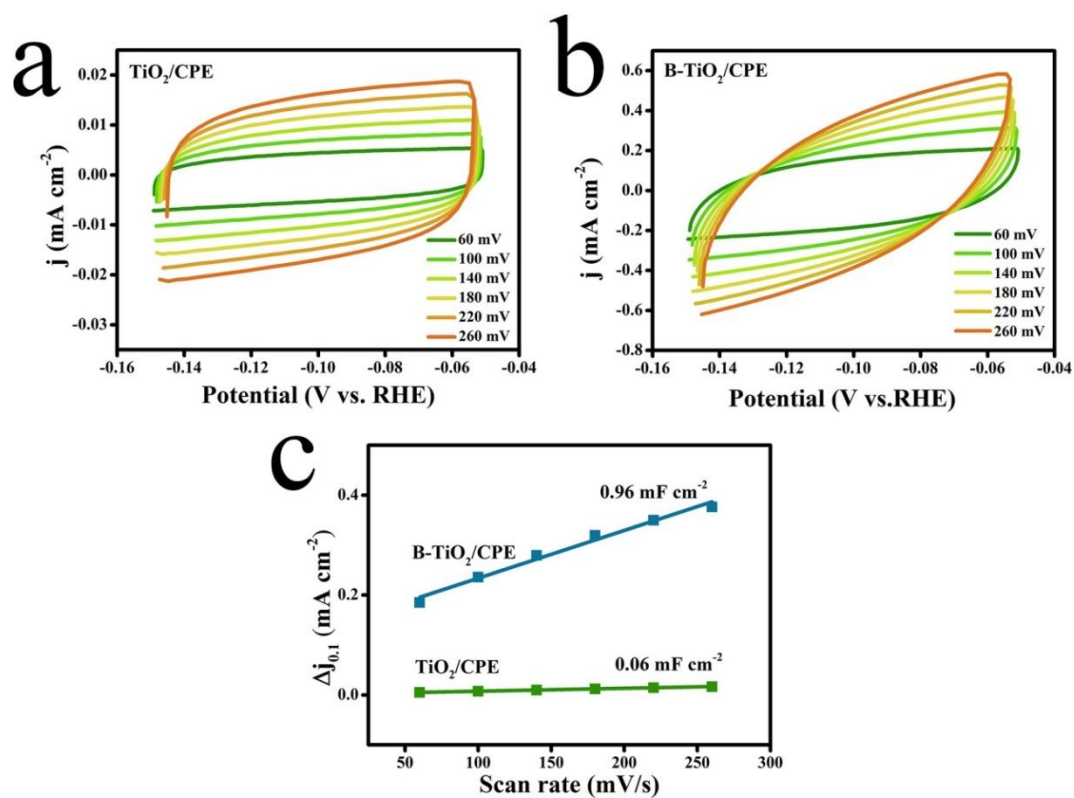 a
TiO₂/CPE
0.02
0.01
0.00
-0.01
-0.02
-0.03
j (mA cm⁻²)
60 mV
100 mV
140 mV
180 mV
220 mV
260 mV
-0.16 -0.14 -0.12 -0.10 -0.08 -0.06 -0.04
Potential (V vs. RHE)
b
B-TiO₂/CPE
0.6
0.4
0.2
0.0
-0.2
-0.4
-0.6
-0.8
j (mA cm⁻²)
60 mV
100 mV
140 mV
180 mV
220 mV
260 mV
-0.16 -0.14 -0.12 -0.10 -0.08 -0.06 -0.04
Potential (V vs.RHE)
c
0.4
0.2
0.0
Δj₀.₁ (mA cm⁻²)
0.96 mF cm⁻²
B-TiO₂/CPE
TiO₂/CPE
0.06 mF cm⁻²
50 100 150 200 250 300
Scan rate (mV/s)